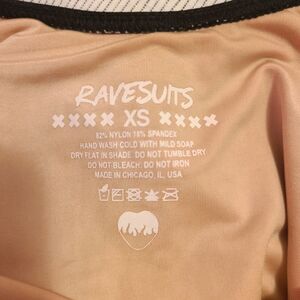 RAVESUITS
XXXX XS XXXX
82% NYLON 18% SPANDEX
HAND WASH COLD WITH MILD SOAP
DRY FLAT IN SHADE. DO NOT TUMBLE DRY
DO NOT BLEACH. DO NOT IRON
MADE IN CHICAGO, IL, USA